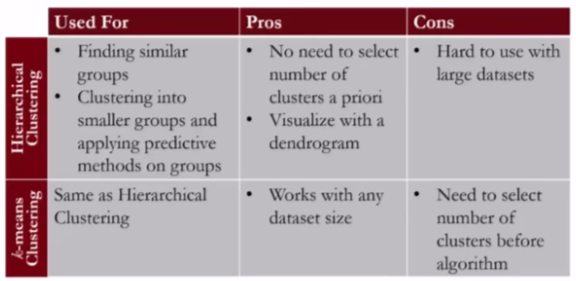 Used For
Pros
Cons
Hierarchical
Clustering
• Finding similar
groups
• Clustering into
smaller groups and
applying predictive
methods on groups
• No need to select
number of
clusters a priori
• Visualize with a
dendrogram
• Hard to use with
large datasets
k-means
Clustering
Same as Hierarchical
Clustering
• Works with any
dataset size
• Need to select
number of
clusters before
algorithm